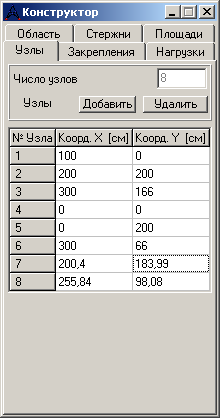 Конструктор
Область Стержни Площади
Узлы Закрепления Нагрузки
Число узлов 8
Узлы Добавить Удалить
№ Узла Коорд. X [см] Коорд. Y [см]
1 100 0
2 200 200
3 300 166
4 0 0
5 0 200
6 300 66
7 200,4 183,99
8 255,84 98,08